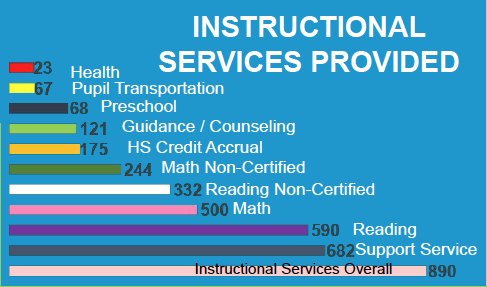 INSTRUCTIONAL
SERVICES PROVIDED
23 Health
67 Pupil Transportation
68 Preschool
121 Guidance / Counseling
175 HS Credit Accrual
244 Math Non-Certified
332 Reading Non-Certified
500 Math
590 Reading
682 Support Service
Instructional Services Overall 890